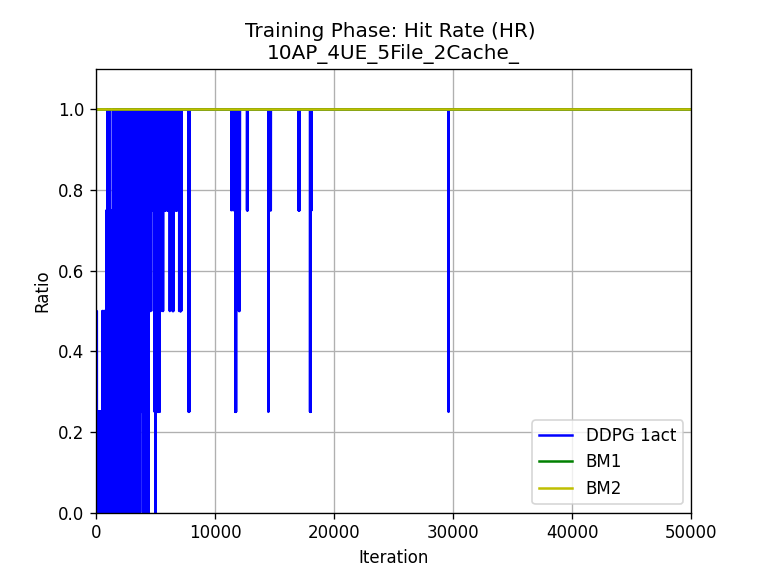 Training Phase: Hit Rate (HR)
10AP_4UE_5File_2Cache_
1.0
0.8
0.6
0.4
0.2
0.0
Ratio
0 10000 20000 30000 40000 50000
Iteration
DDPG 1act
BM1
BM2